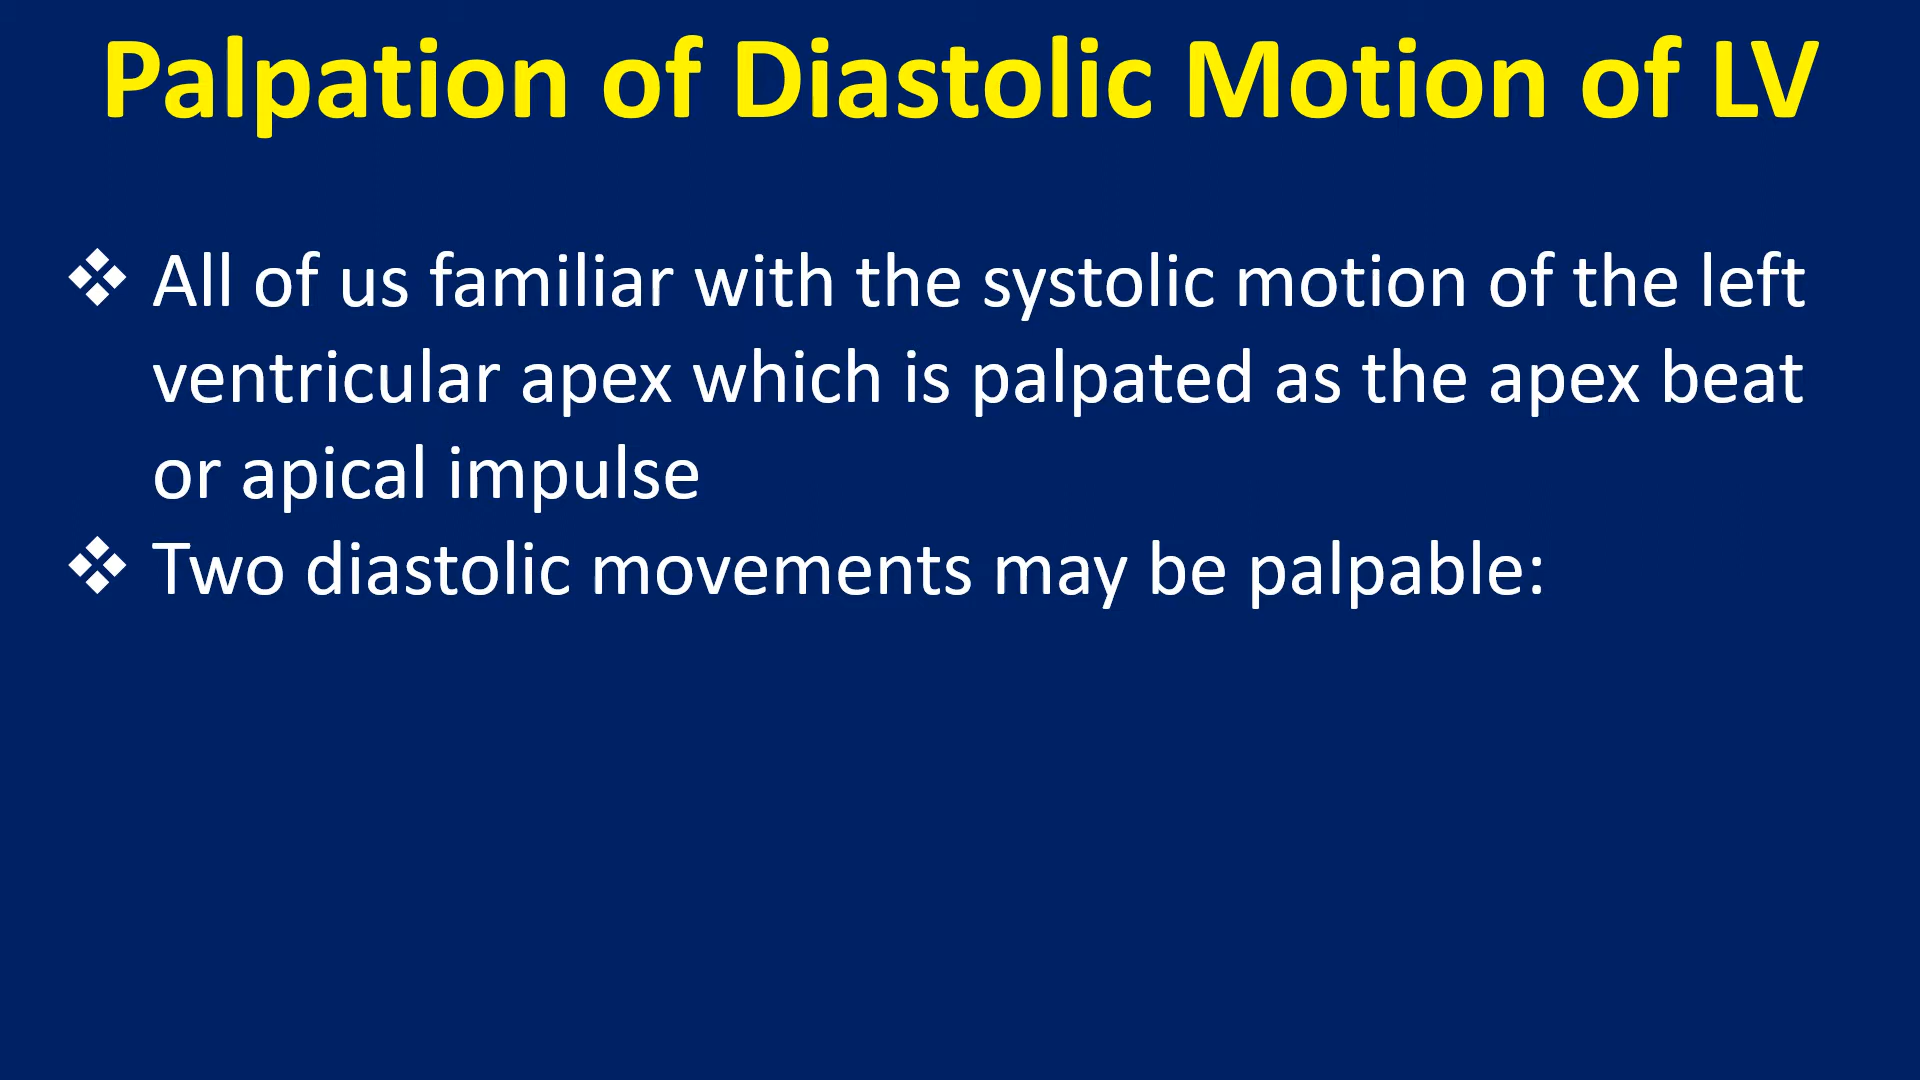 Palpation of Diastolic Motion of LV
❖ All of us familiar with the systolic motion of the left
ventricular apex which is palpated as the apex beat
or apical impulse
❖ Two diastolic movements may be palpable: